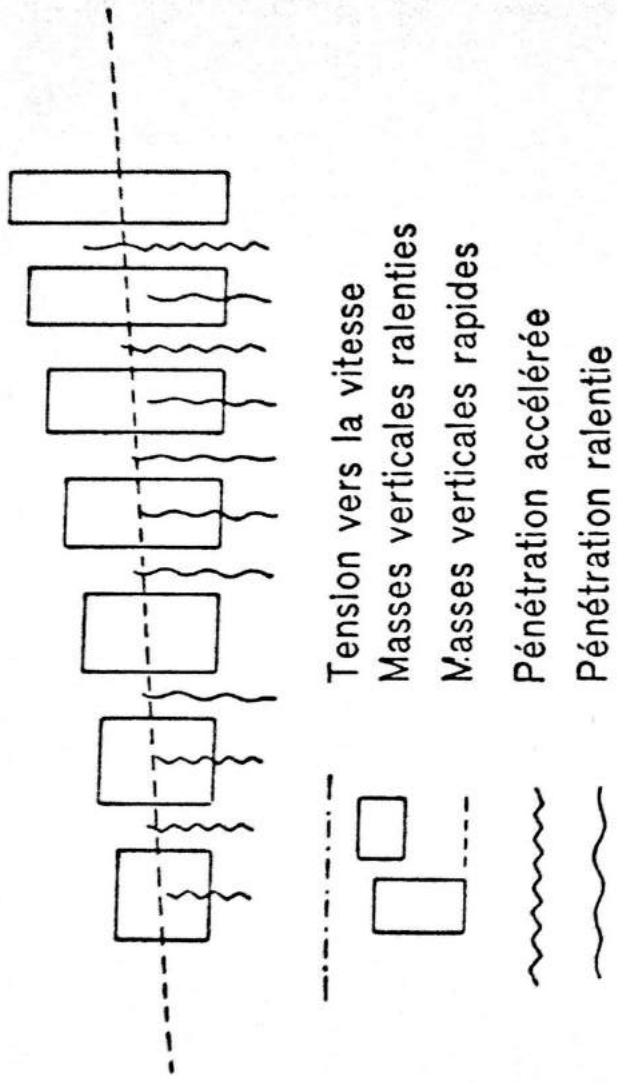 Tension vers la vitesse
Masses verticales ralenties
Masses verticales rapides
Pénétration accélérée
Pénétration ralentie